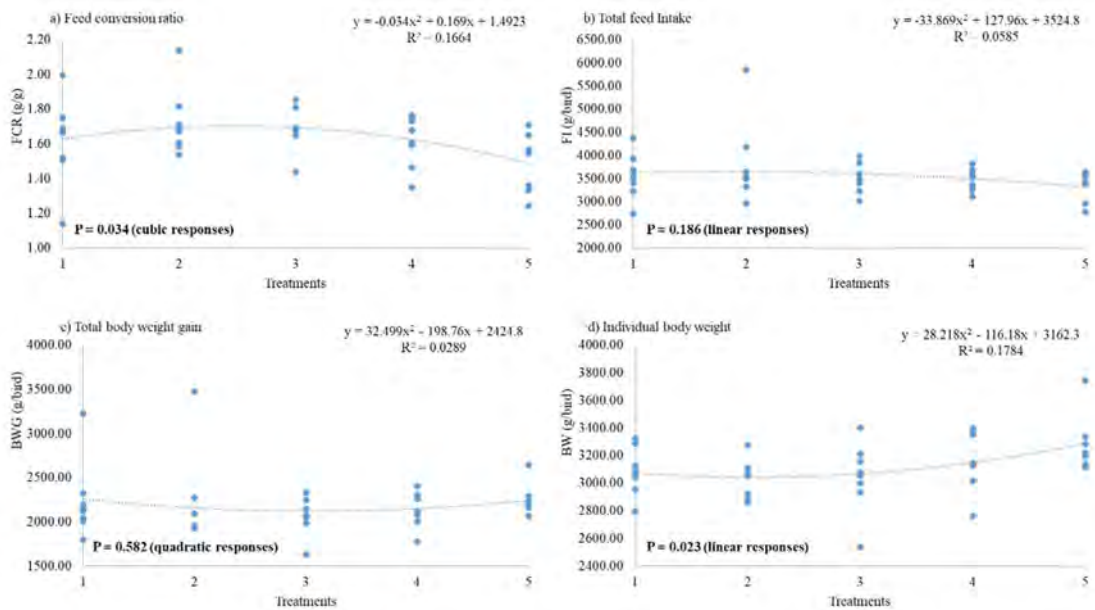 a) Feed conversion ratio
y = -0.034x² + 0.169x + 1.4923
R² = 0.1664
2.20
2.00
1.80
1.60
1.40
1.20
1.00
FCR (g/g)
P = 0.034 (cubic responses)
1 2 3 4 5
Treatments
b) Total feed Intake
y = -33.869x² + 127.96x + 3524.8
R² = 0.0585
6500.00
6000.00
5500.00
5000.00
4500.00
4000.00
3500.00
3000.00
2500.00
2000.00
FI (g/bird)
P = 0.186 (linear responses)
1 2 3 4 5
Treatments
c) Total body weight gain
y = 32.499x² - 198.76x + 2424.8
R² = 0.0289
4000.00
3500.00
3000.00
2500.00
2000.00
1500.00
BWG (g/bird)
P = 0.582 (quadratic responses)
1 2 3 4 5
Treatments
d) Individual body weight
y = 28.218x² - 116.18x + 3162.3
R² = 0.1784
4000.00
3800.00
3600.00
3400.00
3200.00
3000.00
2800.00
2600.00
2400.00
BW (g/bird)
P = 0.023 (linear responses)
1 2 3 4 5
Treatments